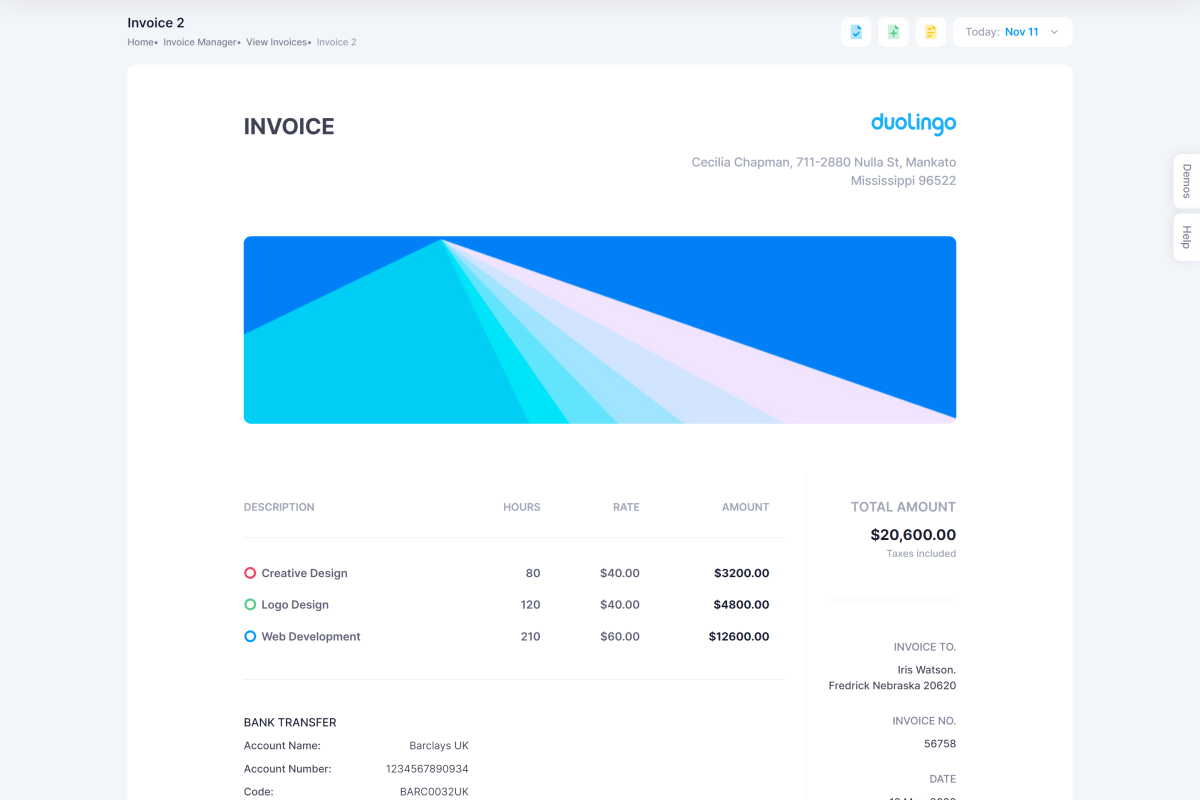 Invoice 2
Home• Invoice Manager• View Invoices• Invoice 2
Today: Nov 11
Demos
Help
INVOICE
duolingo
Cecilia Chapman, 711-2880 Nulla St, Mankato
Mississippi 96522
DESCRIPTION HOURS RATE AMOUNT
Creative Design 80 $40.00 $3200.00
Logo Design 120 $40.00 $4800.00
Web Development 210 $60.00 $12600.00
TOTAL AMOUNT
$20,600.00
Taxes included
INVOICE TO.
Iris Watson.
Fredrick Nebraska 20620
INVOICE NO.
56758
DATE
BANK TRANSFER
Account Name: Barclays UK
Account Number: 1234567890934
Code: BARC0032UK